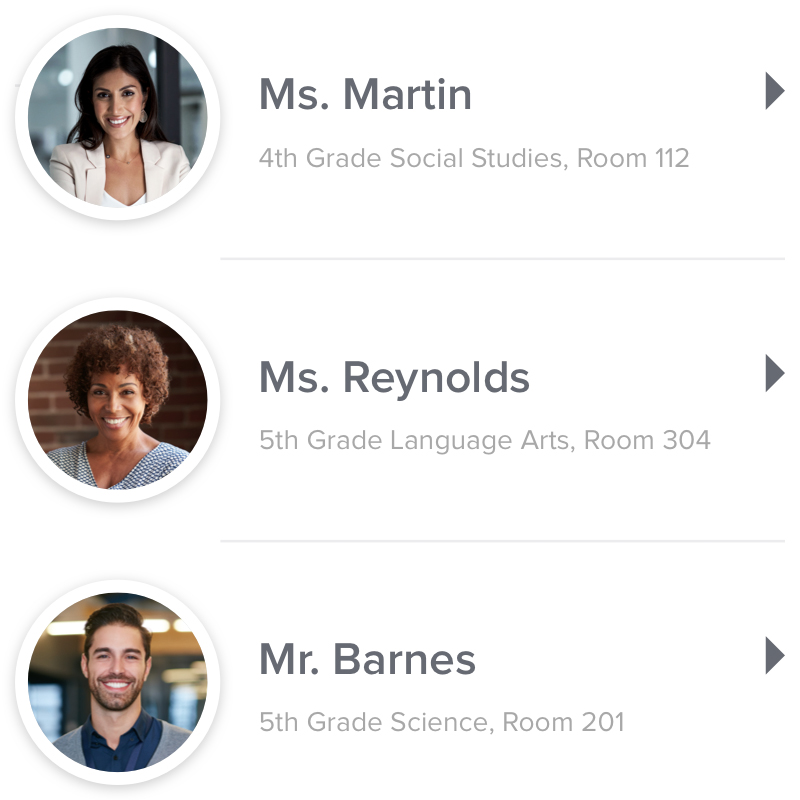 Ms. Martin
4th Grade Social Studies, Room 112
Ms. Reynolds
5th Grade Language Arts, Room 304
Mr. Barnes
5th Grade Science, Room 201